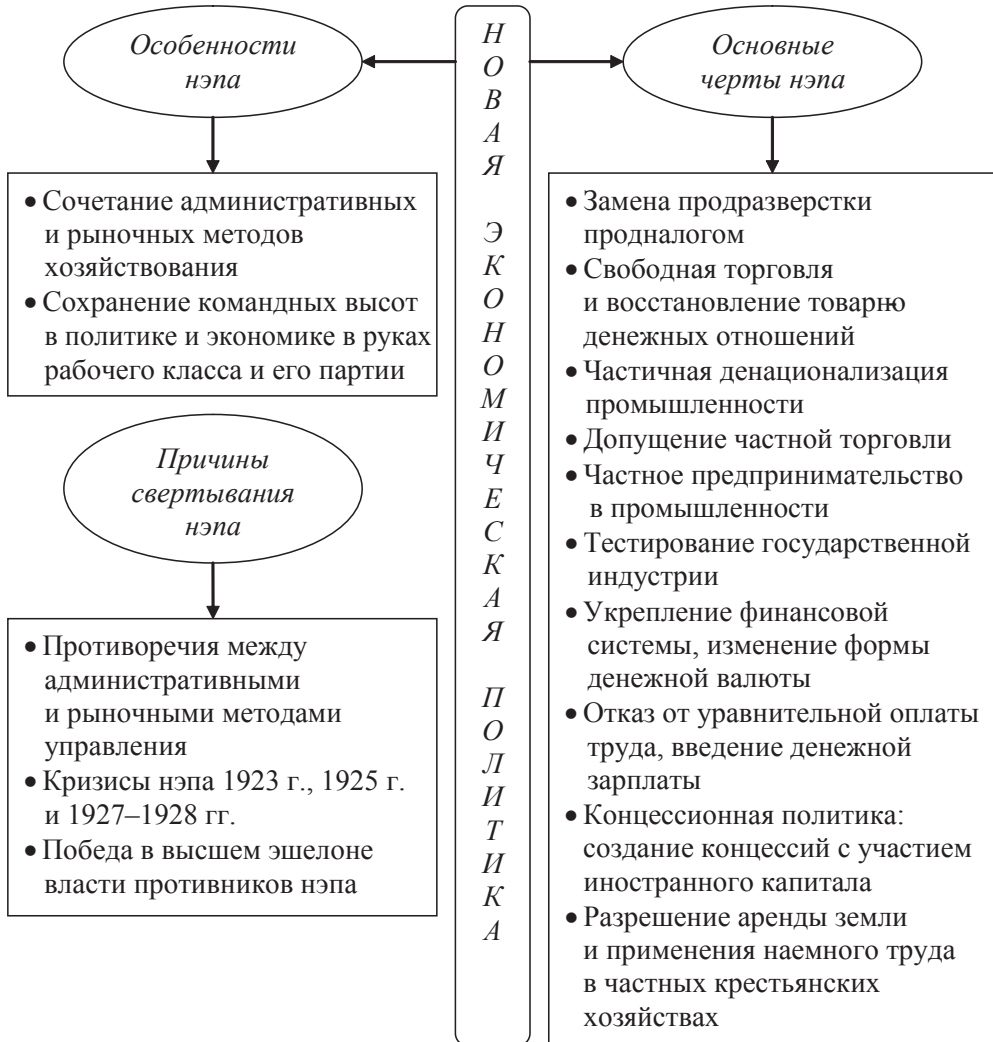 Особенности
нэпа
• Сочетание административных
и рыночных методов
хозяйствования
• Сохранение командных высот
в политике и экономике в руках
рабочего класса и его партии
Причины
свертывания
нэпа
• Противоречия между
административными
и рыночными методами
управления
• Кризисы нэпа 1923 г., 1925 г.
и 1927–1928 гг.
• Победа в высшем эшелоне
власти противников нэпа
НОВАЯ ЭКОНОМИЧЕСКАЯ ПОЛИТИКА
Основные
черты нэпа
• Замена продразверстки
продналогом
• Свободная торговля
и восстановление товарно
денежных отношений
• Частичная денационализация
промышленности
• Допущение частной торговли
• Частное предпринимательство
в промышленности
• Тестирование государственной
индустрии
• Укрепление финансовой
системы, изменение формы
денежной валюты
• Отказ от уравнительной оплаты
труда, введение денежной
зарплаты
• Концессионная политика:
создание концессий с участием
иностранного капитала
• Разрешение аренды земли
и применения наемного труда
в частных крестьянских
хозяйствах